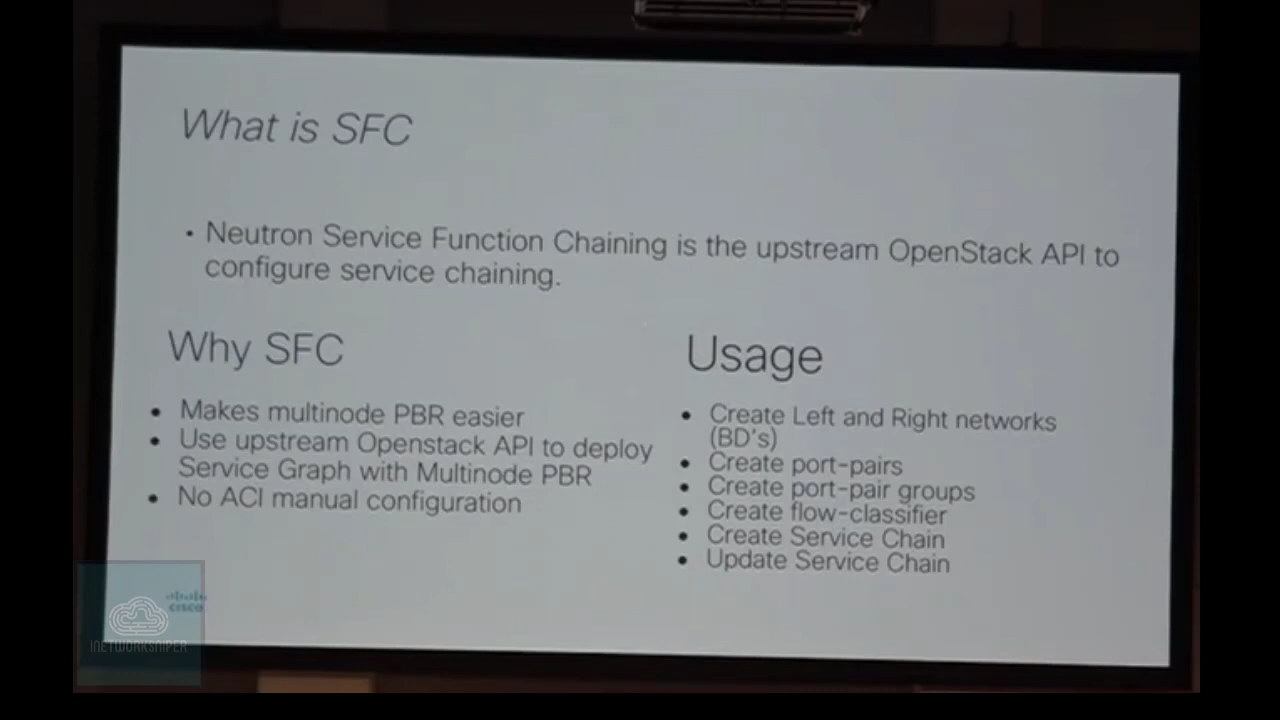 What is SFC
• Neutron Service Function Chaining is the upstream OpenStack API to
configure service chaining.
Why SFC
• Makes multinode PBR easier
• Use upstream Openstack API to deploy
Service Graph with Multinode PBR
• No ACI manual configuration
Usage
• Create Left and Right networks
(BD's)
• Create port-pairs
• Create port-pair groups
• Create flow-classifier
• Create Service Chain
• Update Service Chain
cisco
INETWORKSNIPER